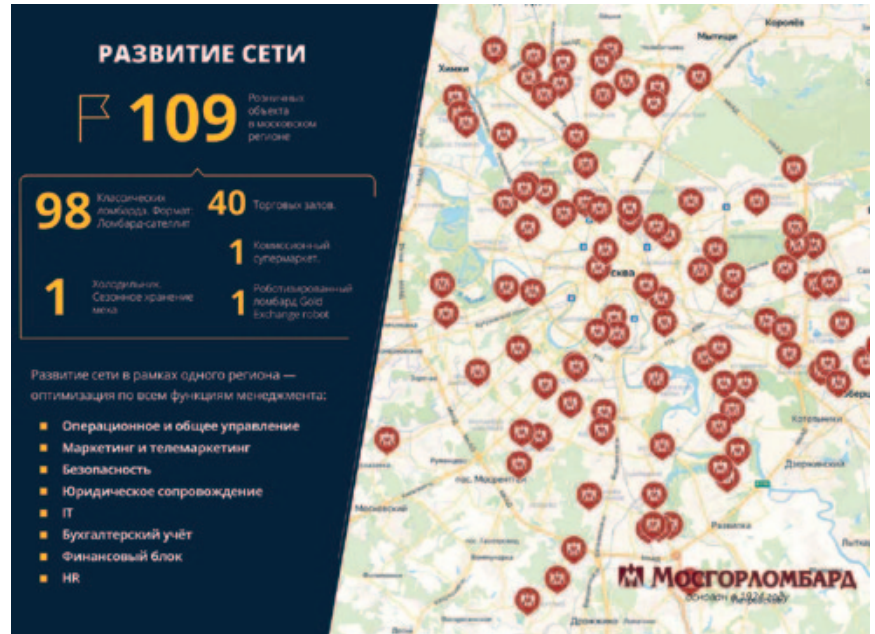 РАЗВИТИЕ СЕТИ
109
Розничных
объекта
в московском
регионе
98
Классических
ломбарда. Формат:
Ломбард-сателлит
40
Торговых залов.
1
Комиссионный
супермаркет.
1
Холодильник.
Сезонное хранение
меха
1
Роботизированный
ломбард Gold
Exchange robot
Развитие сети в рамках одного региона —
оптимизация по всем функциям менеджмента:
Операционное и общее управление
Маркетинг и телемаркетинг
Безопасность
Юридическое сопровождение
IT
Бухгалтерский учёт
Финансовый блок
HR
Королёв
Мытищи
Химки
сква
Котельники
Дзержинский
Московский
Развилка
Дрожжино
МОСГОРЛОМБАРД
основан в 1924 году